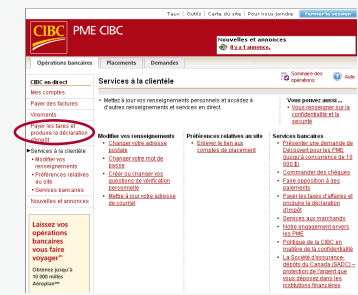 Taux | Outils | Carte du site | Pour nous joindre | Fermer la session
CIBC PME CIBC
Nouvelles et annonces
Il y a 1 annonce.
Opérations bancaires Placements Demandes
CIBC en direct
Mes comptes
Payer des factures
Virements
Payer les taxes et
produire la déclaration
d'impôt
Services à la clientèle
• Modifier vos
renseignements
• Préférences relatives
au site
• Services bancaires
Nouvelles et annonces
Laissez vos
opérations
bancaires
vous faire
voyager
Obtenez jusqu'à
10 000 milles
Aéroplan
Services à la clientèle
Sommaire des
opérations
Aide
• Mettez à jour vos renseignements personnels et accédez à
d'autres renseignements et services en direct.
Vous pouvez aussi ...
• Vous renseigner sur la
confidentialité et la
sécurité
Modifier vos renseignements
• Changer votre adresse
postale
• Changer votre mot de
passe
• Créer ou changer vos
questions de vérification
personnelle
• Mettre à jour votre adresse
de courriel
Préférences relatives au site
• Enlever le lien aux
comptes de placement
Services bancaires
• Présenter une demande de
Découvert pour les PME
(jusqu'à concurrence de 10
000 $)
• Commander des chèques
• Faire opposition à des
paiements
• Payer les taxes d'affaires et
produire la déclaration
d'impôt
• Services aux marchands
• Notre engagement envers
les PME
• Politique de la CIBC en
matière de la confidentialité
• La Société d'assurance-
dépôts du Canada (SADC) –
protection de l'argent que
vous déposez dans vous
institutions financières